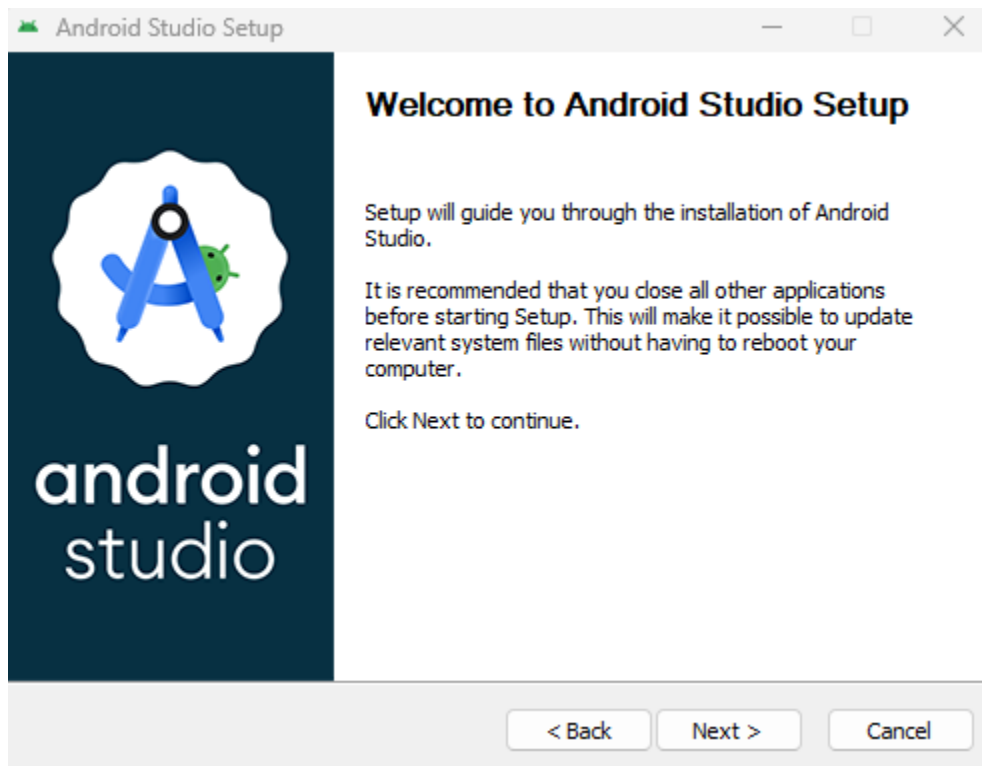 Android Studio Setup
android
studio
Welcome to Android Studio Setup
Setup will guide you through the installation of Android
Studio.
It is recommended that you close all other applications
before starting Setup. This will make it possible to update
relevant system files without having to reboot your
computer.
Click Next to continue.
< Back
Next >
Cancel